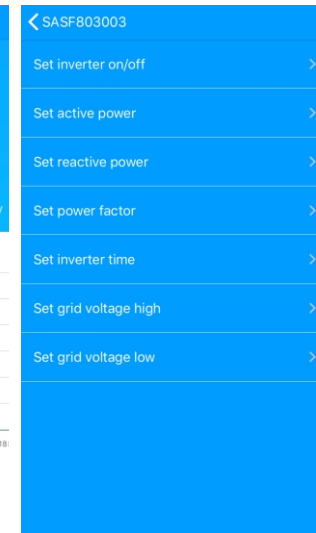 SASF803003
Set inverter on/off
Set active power
Set reactive power
Set power factor
Set inverter time
Set grid voltage high
Set grid voltage low